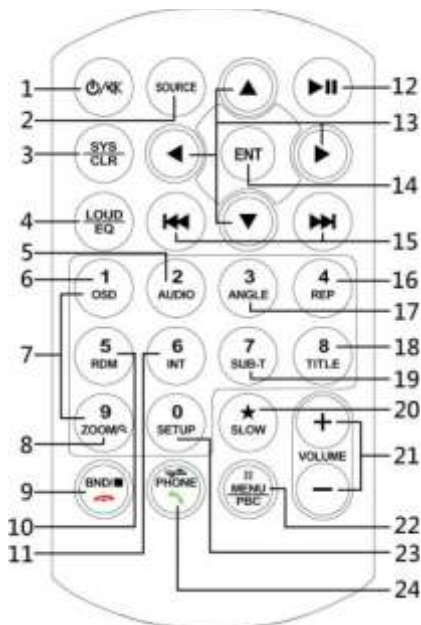 1 SOURCE 12
2 13
3 SYS CLR ENT 14
4 LOUD EQ 15
5
6 1 OSD 2 AUDIO 3 ANGLE 4 REP 16
17
7 5 RDM 6 INT 7 SUB-T 8 TITLE 18
19
8 9 ZOOM 0 SETUP ★ SLOW 20
+ VOLUME − 21
9 BND/■ PHONE MENU PBC 22
10
11 23
24